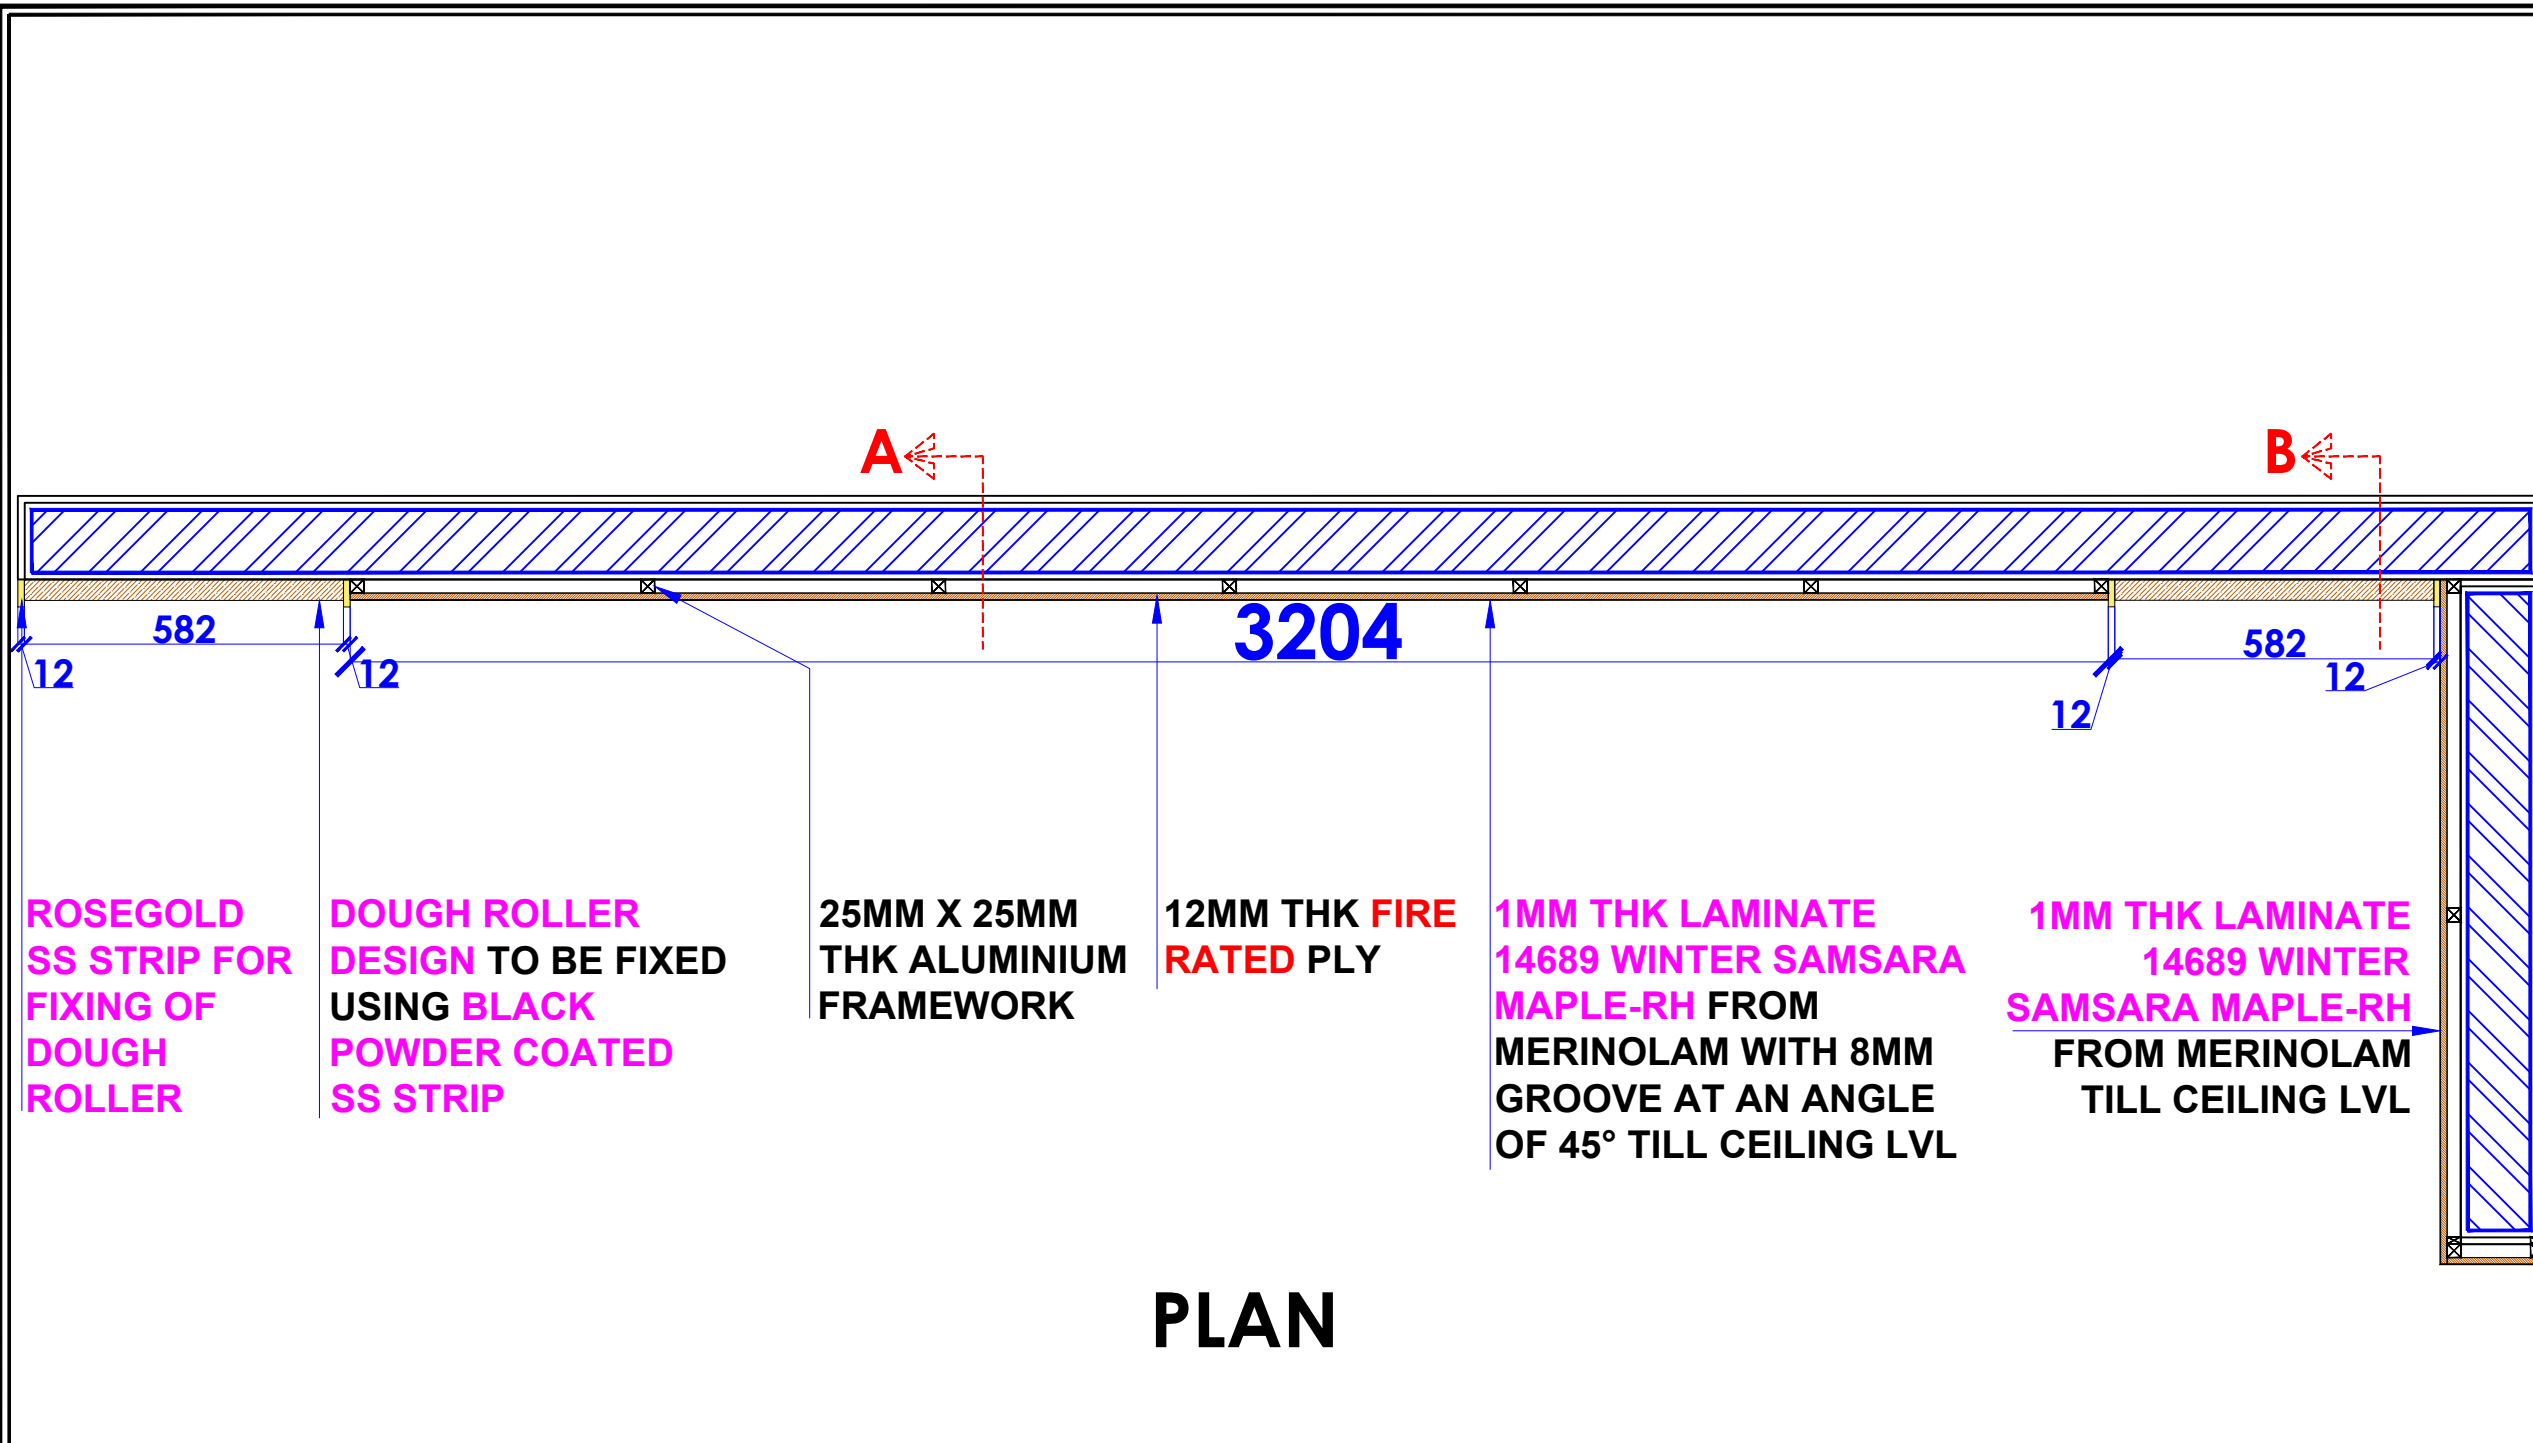 A
B
582
3204
582
12
12
12
12
ROSEGOLD
SS STRIP FOR
FIXING OF
DOUGH
ROLLER
DOUGH ROLLER
DESIGN TO BE FIXED
USING BLACK
POWDER COATED
SS STRIP
25MM X 25MM
THK ALUMINIUM
FRAMEWORK
12MM THK FIRE
RATED PLY
1MM THK LAMINATE
14689 WINTER SAMSARA
MAPLE-RH FROM
MERINOLAM WITH 8MM
GROOVE AT AN ANGLE
OF 45° TILL CEILING LVL
1MM THK LAMINATE
14689 WINTER
SAMSARA MAPLE-RH
FROM MERINOLAM
TILL CEILING LVL
PLAN